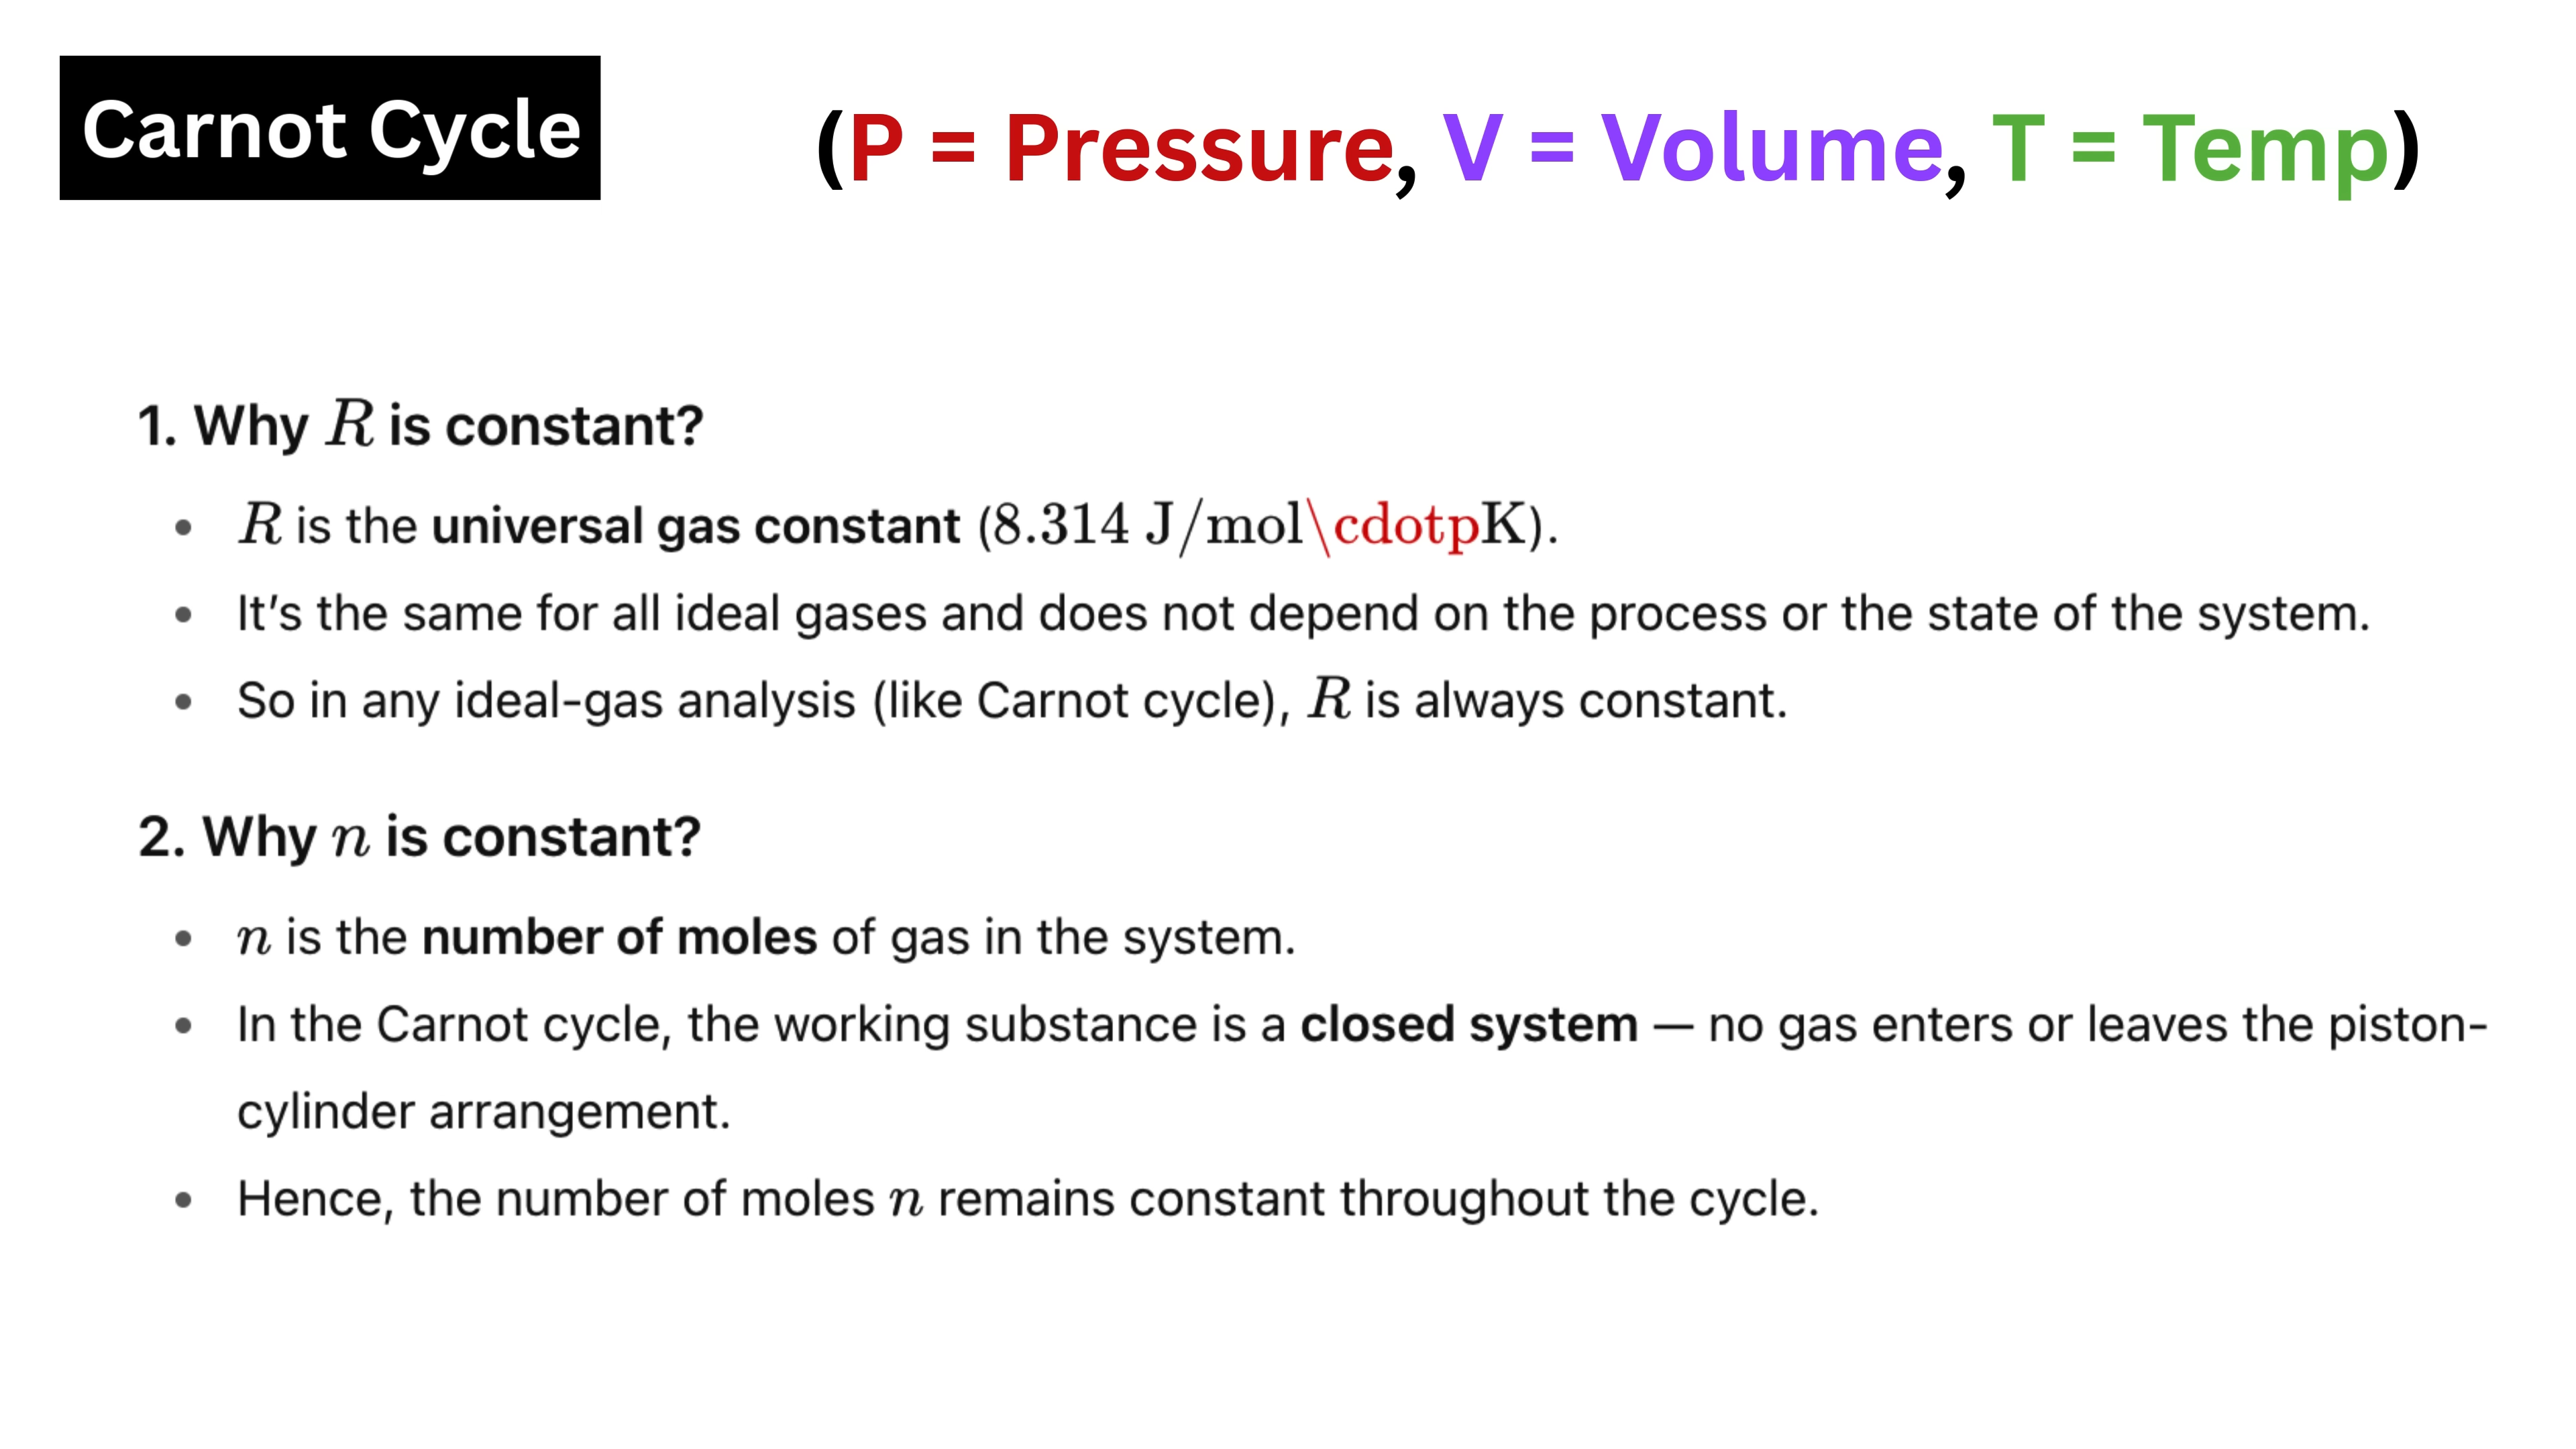 Carnot Cycle
(P = Pressure, V = Volume, T = Temp)
1. Why R is constant?
• R is the universal gas constant (8.314 J/mol\cdotpK).
• It’s the same for all ideal gases and does not depend on the process or the state of the system.
• So in any ideal-gas analysis (like Carnot cycle), R is always constant.
2. Why n is constant?
• n is the number of moles of gas in the system.
• In the Carnot cycle, the working substance is a closed system — no gas enters or leaves the piston-
cylinder arrangement.
• Hence, the number of moles n remains constant throughout the cycle.